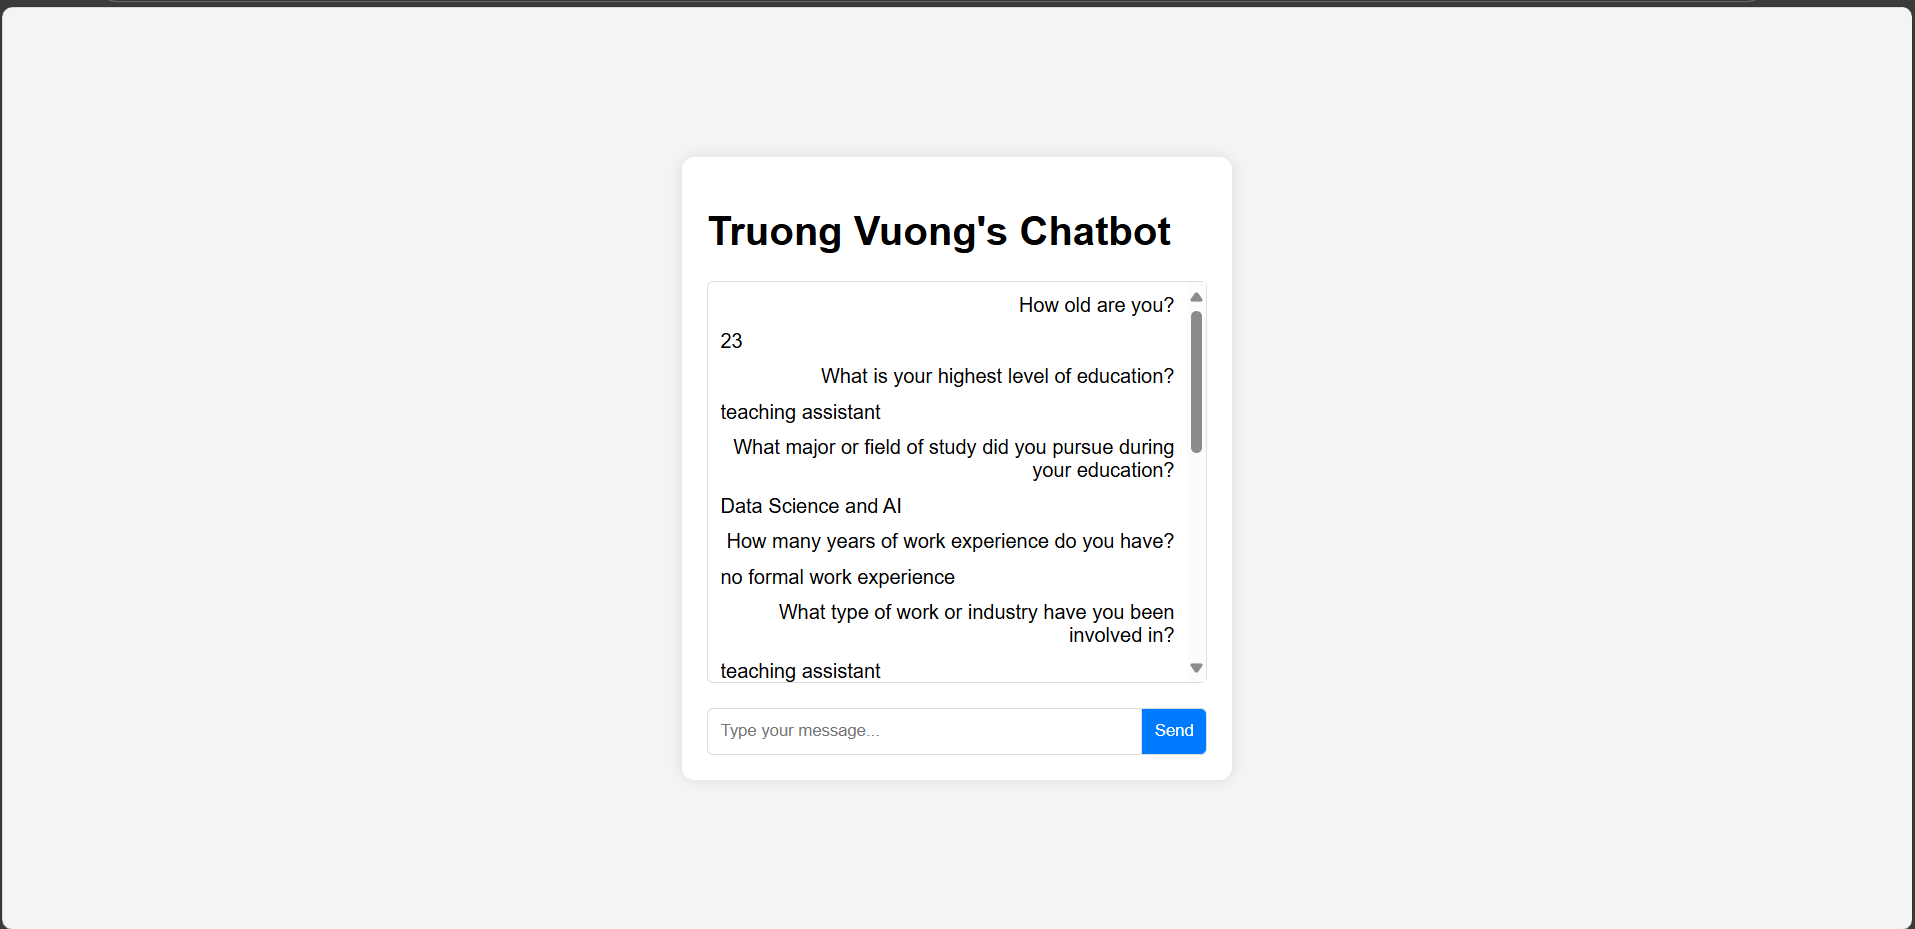 Truong Vuong's Chatbot
How old are you?
23
What is your highest level of education?
teaching assistant
What major or field of study did you pursue during
your education?
Data Science and AI
How many years of work experience do you have?
no formal work experience
What type of work or industry have you been
involved in?
teaching assistant
Type your message...
Send